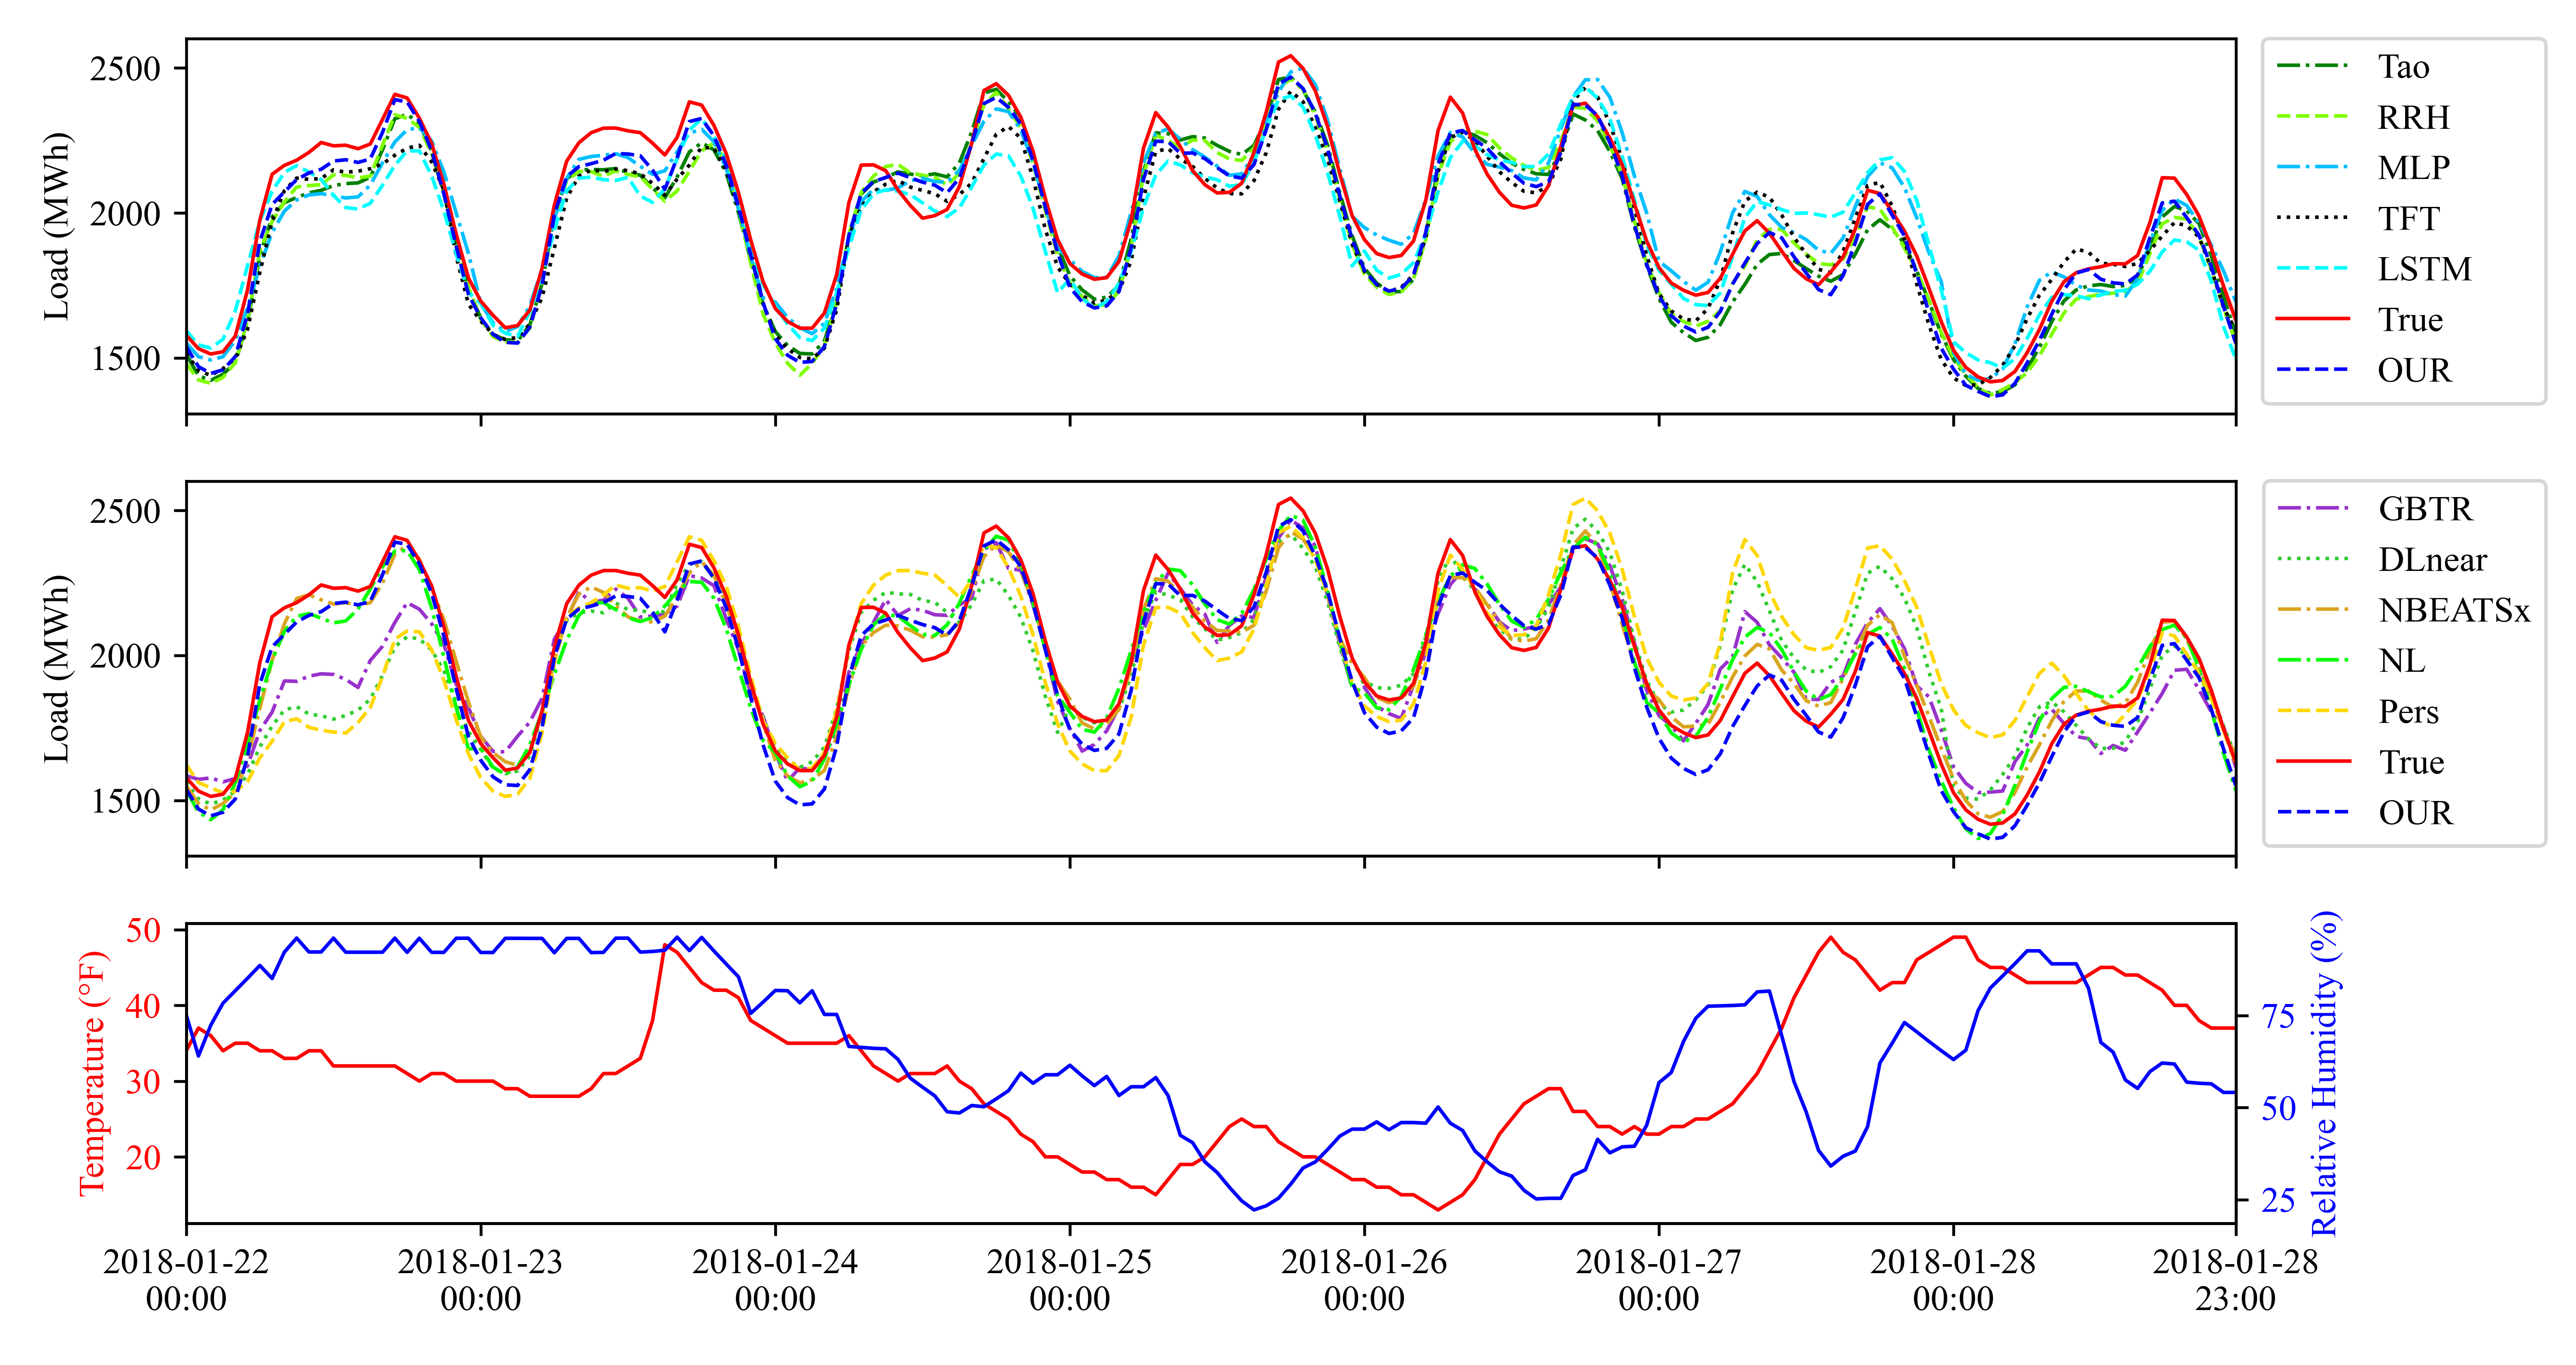 2500
2000
1500
Load (MWh)
Tao
RRH
MLP
TFT
LSTM
True
OUR
2500
2000
1500
Load (MWh)
GBTR
DLnear
NBEATSx
NL
Pers
True
OUR
50
40
30
20
Temperature (°F)
75
50
25
Relative Humidity (%)
2018-01-22
00:00
2018-01-23
00:00
2018-01-24
00:00
2018-01-25
00:00
2018-01-26
00:00
2018-01-27
00:00
2018-01-28
00:00
2018-01-28
23:00